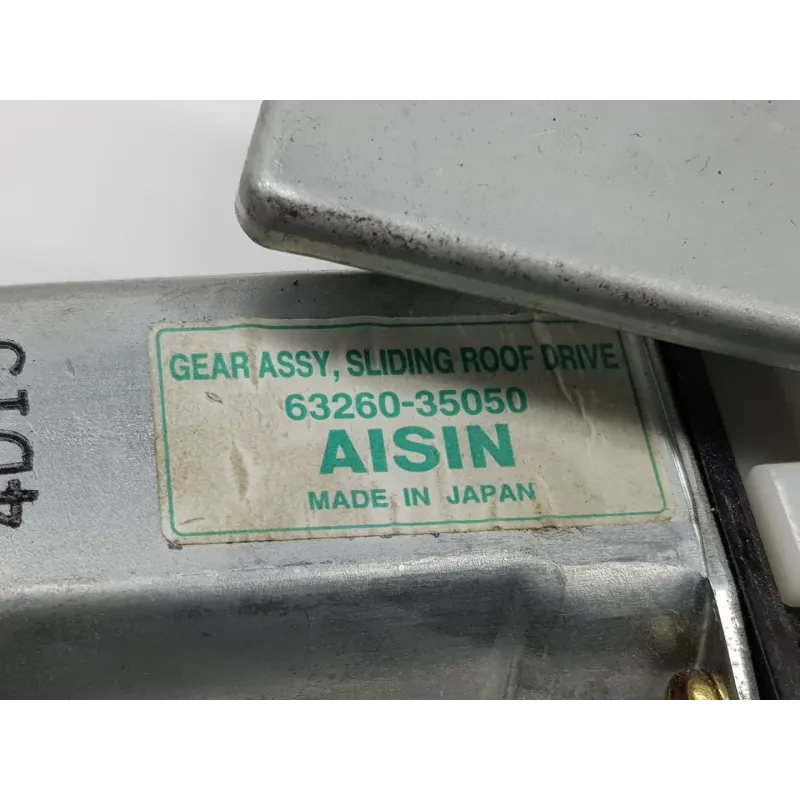 GEAR ASSY, SLIDING ROOF DRIVE
63260-35050
AISIN
MADE IN JAPAN